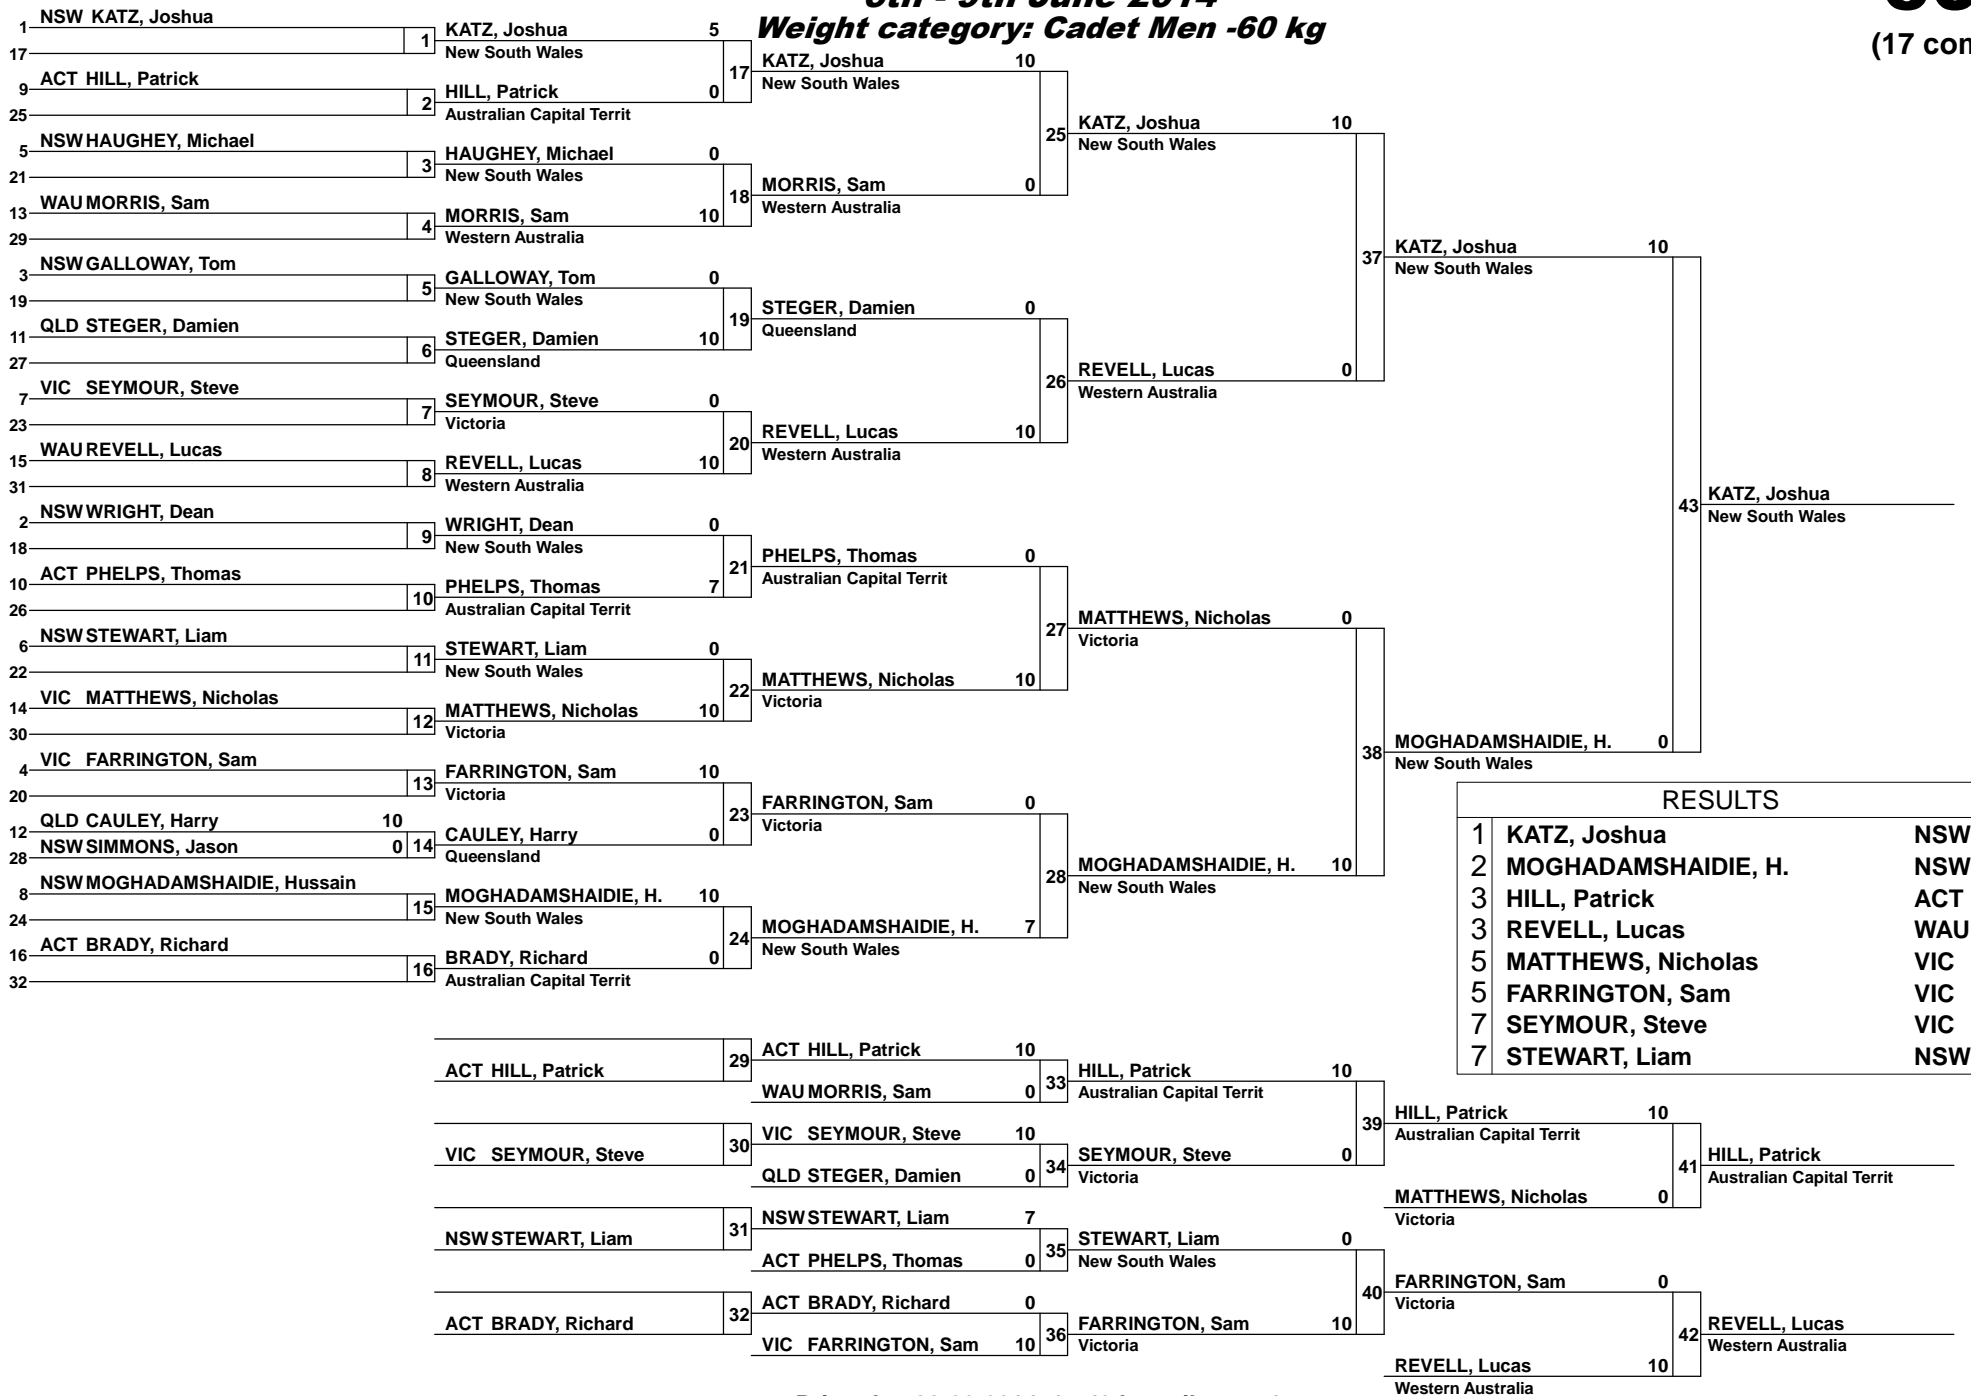 Weight category: Cadet Men -60 kg
(17 com
1 NSW KATZ, Joshua
17
1
9 ACT HILL, Patrick
25
2
5 NSW HAUGHEY, Michael
21
3
13 WAU MORRIS, Sam
29
4
3 NSW GALLOWAY, Tom
19
5
11 QLD STEGER, Damien
27
6
7 VIC SEYMOUR, Steve
23
7
15 WAU REVELL, Lucas
31
8
2 NSW WRIGHT, Dean
18
9
10 ACT PHELPS, Thomas
26
10
6 NSW STEWART, Liam
22
11
14 VIC MATTHEWS, Nicholas
30
12
4 VIC FARRINGTON, Sam
20
13
12 QLD CAULEY, Harry 10
28 NSW SIMMONS, Jason 0
14
8 NSW MOGHADAMSHAIDIE, Hussain
24
15
16 ACT BRADY, Richard
32
16
KATZ, Joshua 5
New South Wales
17
HILL, Patrick 0
Australian Capital Territ
HAUGHEY, Michael 0
New South Wales
18
MORRIS, Sam 10
Western Australia
GALLOWAY, Tom 0
New South Wales
19
STEGER, Damien 10
Queensland
SEYMOUR, Steve 0
Victoria
20
REVELL, Lucas 10
Western Australia
WRIGHT, Dean 0
New South Wales
21
PHELPS, Thomas 7
Australian Capital Territ
STEWART, Liam 0
New South Wales
22
MATTHEWS, Nicholas 10
Victoria
FARRINGTON, Sam 10
Victoria
23
CAULEY, Harry 0
Queensland
MOGHADAMSHAIDIE, H. 10
New South Wales
24
BRADY, Richard 0
Australian Capital Territ
KATZ, Joshua 10
New South Wales
25
MORRIS, Sam 0
Western Australia
STEGER, Damien 0
Queensland
26
REVELL, Lucas 10
Western Australia
PHELPS, Thomas 0
Australian Capital Territ
27
MATTHEWS, Nicholas 10
Victoria
FARRINGTON, Sam 0
Victoria
28
MOGHADAMSHAIDIE, H. 7
New South Wales
KATZ, Joshua 10
New South Wales
37
REVELL, Lucas 0
Western Australia
MATTHEWS, Nicholas 0
Victoria
38
MOGHADAMSHAIDIE, H. 10
New South Wales
KATZ, Joshua 10
New South Wales
43
MOGHADAMSHAIDIE, H. 0
New South Wales
KATZ, Joshua
New South Wales
RESULTS
1 KATZ, Joshua NSW
2 MOGHADAMSHAIDIE, H. NSW
3 HILL, Patrick ACT
3 REVELL, Lucas WAU
5 MATTHEWS, Nicholas VIC
5 FARRINGTON, Sam VIC
7 SEYMOUR, Steve VIC
7 STEWART, Liam NSW
ACT HILL, Patrick
29
VIC SEYMOUR, Steve
30
NSW STEWART, Liam
31
ACT BRADY, Richard
32
ACT HILL, Patrick 10
WAU MORRIS, Sam 0
33
VIC SEYMOUR, Steve 10
QLD STEGER, Damien 0
34
NSW STEWART, Liam 7
ACT PHELPS, Thomas 0
35
ACT BRADY, Richard 0
VIC FARRINGTON, Sam 10
36
HILL, Patrick 10
Australian Capital Territ
39
SEYMOUR, Steve 0
Victoria
STEWART, Liam 0
New South Wales
40
FARRINGTON, Sam 10
Victoria
HILL, Patrick 10
Australian Capital Territ
41
MATTHEWS, Nicholas 0
Victoria
FARRINGTON, Sam 0
Victoria
42
REVELL, Lucas 10
Western Australia
HILL, Patrick
Australian Capital Territ
REVELL, Lucas
Western Australia